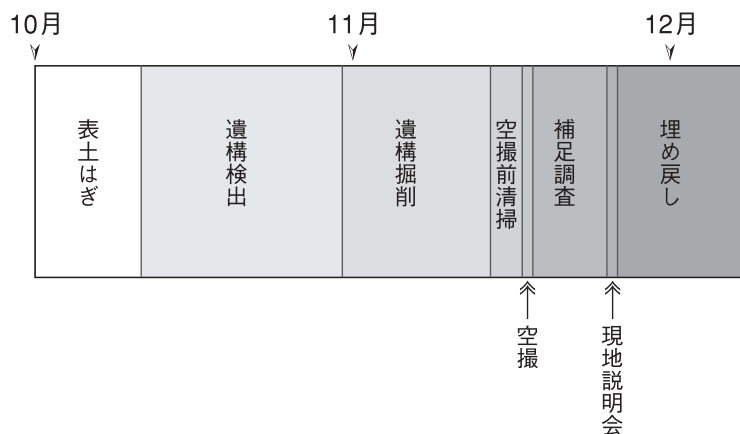 10月
11月
12月
表土はぎ
遺構検出
遺構掘削
空撮前清掃
補足調査
埋め戻し
空撮
現地説明会